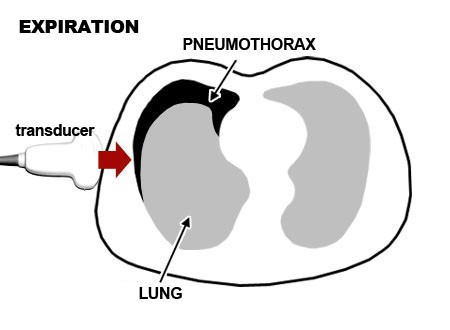 EXPIRATION
PNEUMOTHORAX
transducer
LUNG